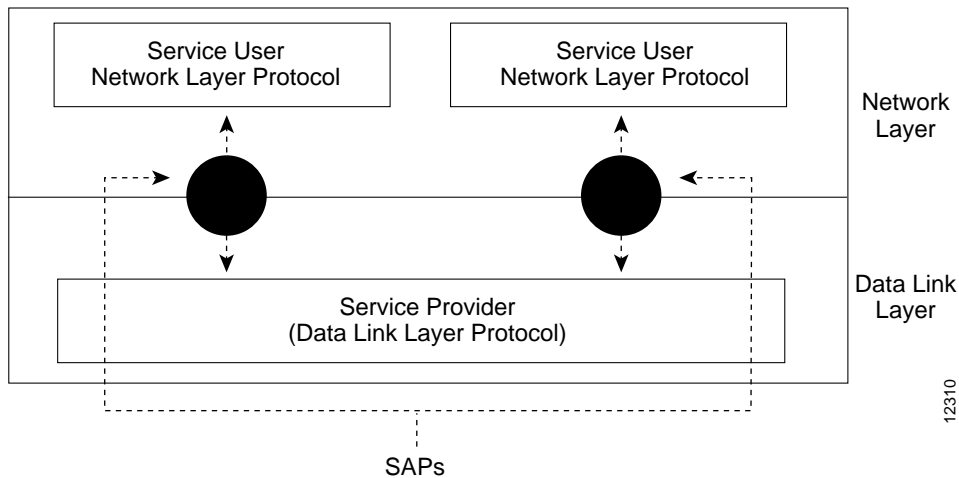 Service User
Network Layer Protocol
Service User
Network Layer Protocol
Network
Layer
Service Provider
(Data Link Layer Protocol)
Data Link
Layer
SAPs
12310